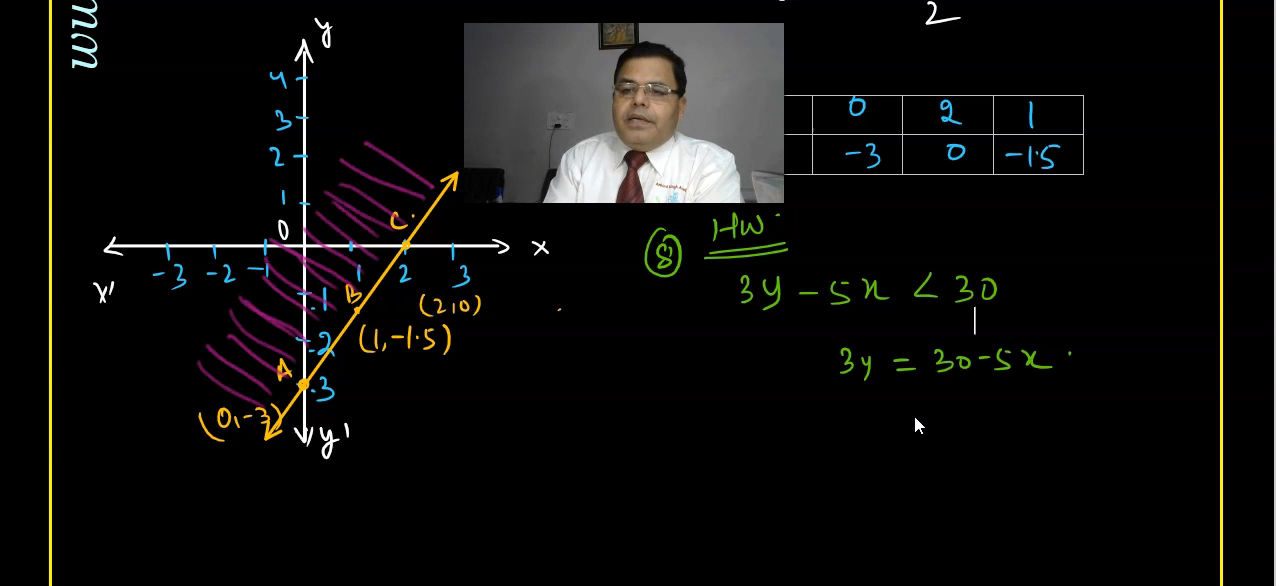 ww
2
y
4
3
2
1
0
x' -3 -2 -1 1 2 3 x
C
.1 B (2,0)
-2 (1,-1.5)
A .3
(0,-3)
y'
0 2 1
-3 0 -1.5
8 HW
3y - 5x < 30
3y = 30-5x